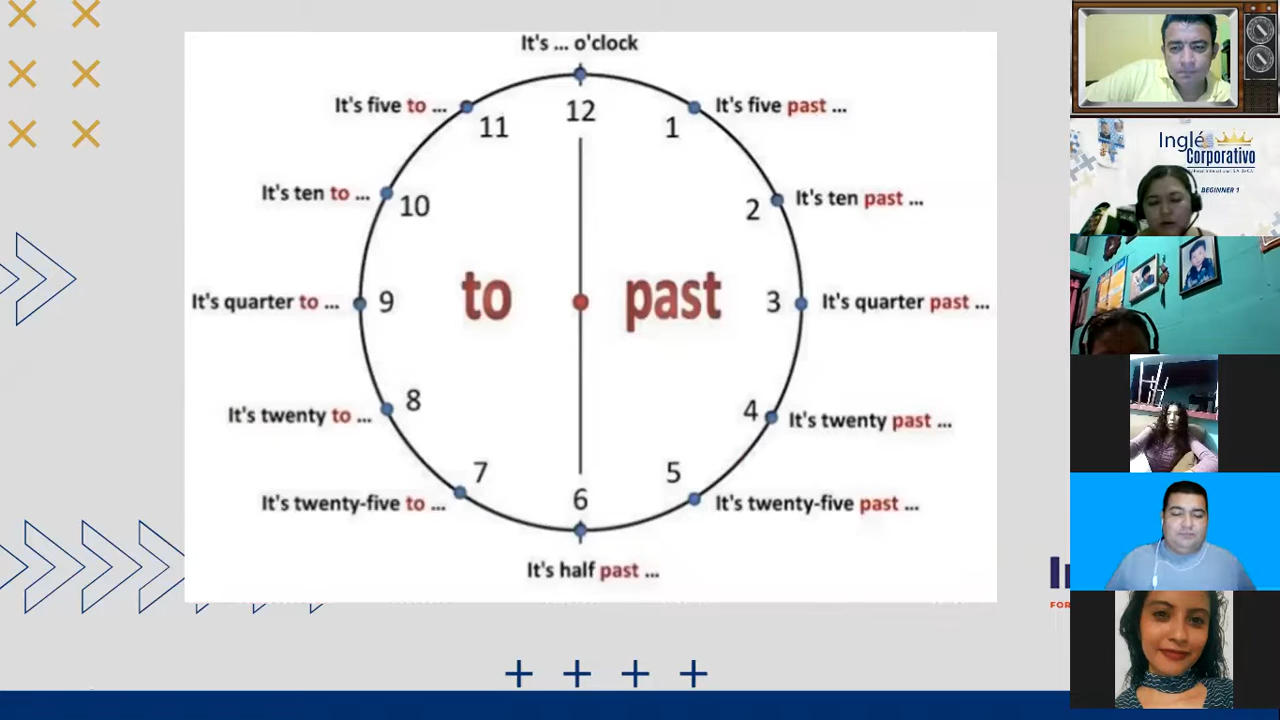 It's ... o'clock
It's five to ...
It's five past ...
11
12
1
It's ten to ...
10
2
It's ten past ...
It's quarter to ...
9
to
past
3
It's quarter past ...
It's twenty to ...
8
4
It's twenty past ...
It's twenty-five to ...
7
6
5
It's twenty-five past ...
It's half past ...
FOR
Inglé
Corporativo
BEGINNER 1